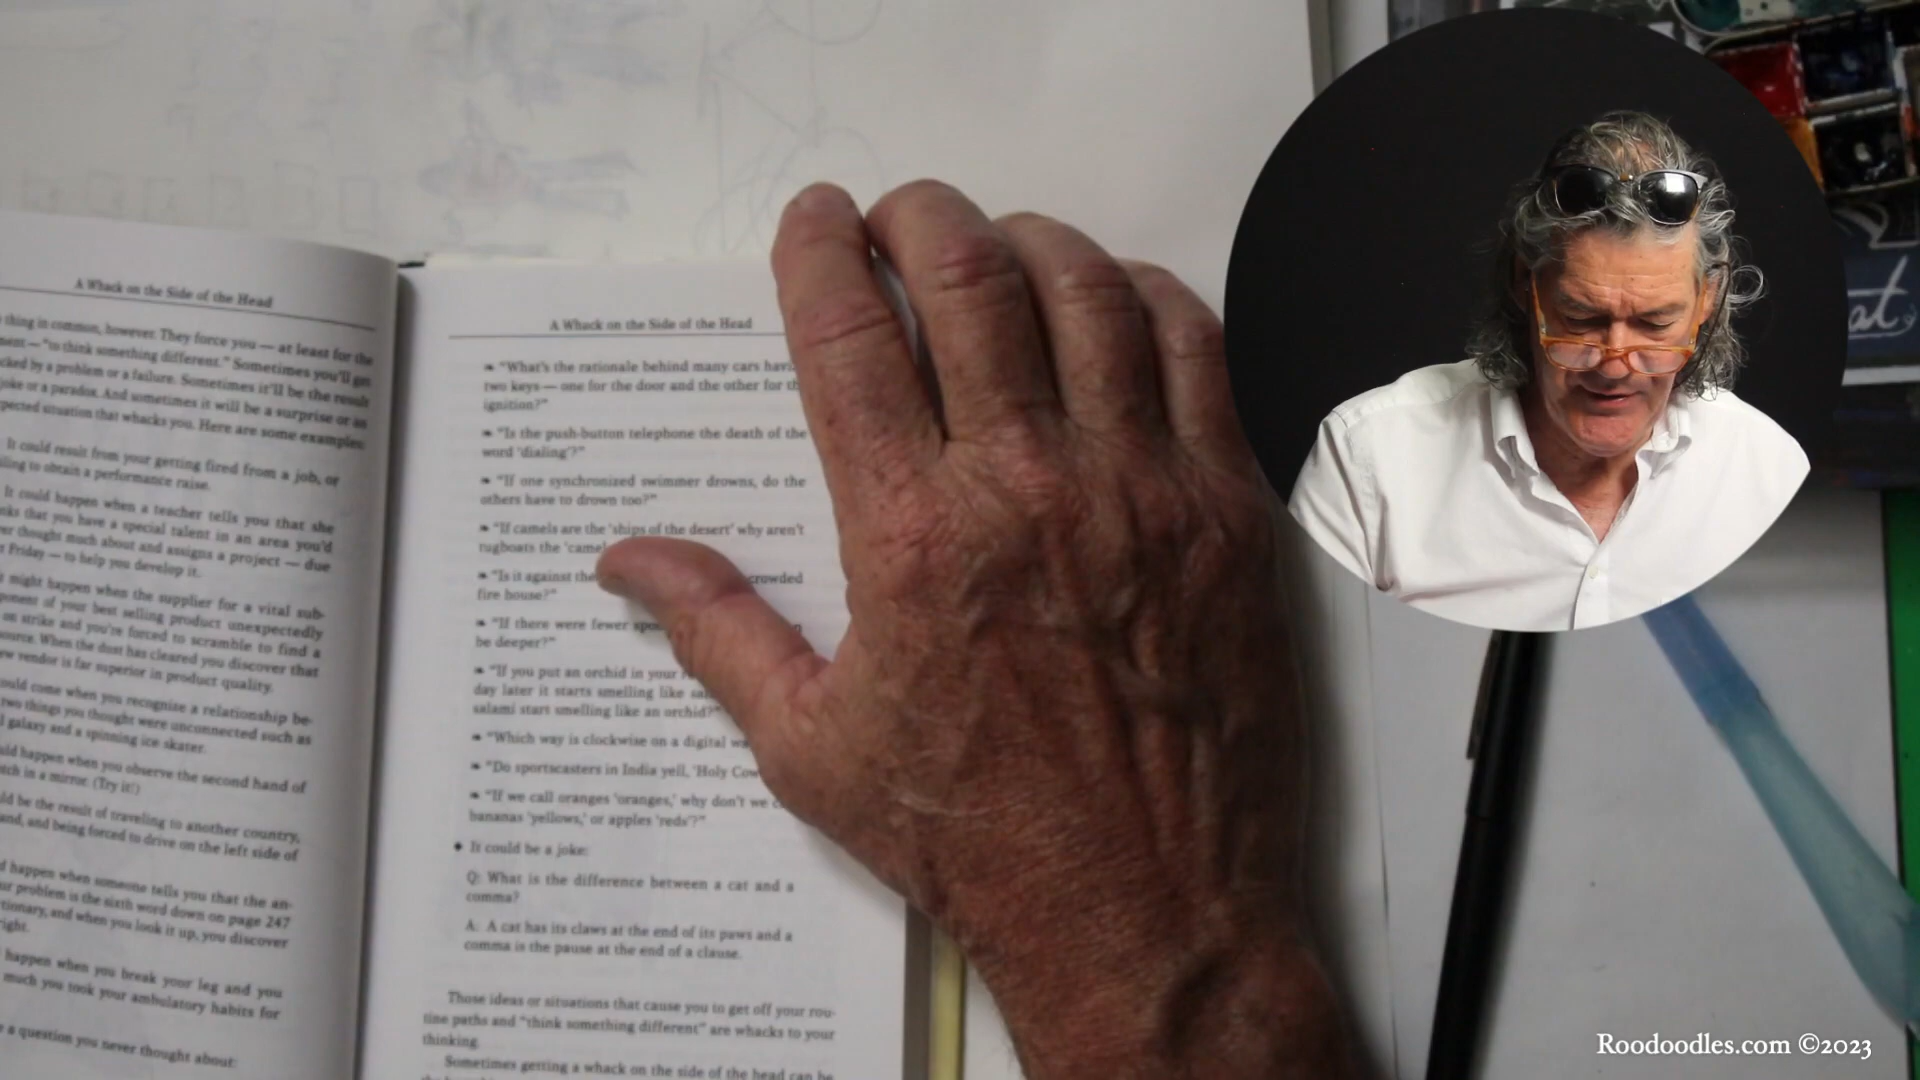 A Whack on the Side of the Head
thing in common, however. They force you — at least for the
— "to think something different." Sometimes you'll get
by a problem or a failure. Sometimes it'll be the result
joke or a paradox. And sometimes it will be a surprise or an
situation that whacks you. Here are some examples:
It could result from your getting fired from a job, or
to obtain a performance raise.
It could happen when a teacher tells you that she
that you have a special talent in an area you'd
thought much about and assigns a project — due
Friday — to help you develop it.
might happen when the supplier for a vital sub-
of your best selling product unexpectedly
on strike and you're forced to scramble to find a
source. When the dust has cleared you discover that
vendor is far superior in product quality.
could come when you recognize a relationship be-
two things you thought were unconnected such as
galaxy and a spinning ice skater.
happen when you observe the second hand of
in a mirror. (Try it!)
be the result of traveling to another country,
and being forced to drive on the left side of
happen when someone tells you that the an-
problem is the sixth word down on page 247
and when you look it up, you discover
right.
happen when you break your leg and you
much you took your ambulatory habits for
a question you never thought about:
A Whack on the Side of the Head
❧ "What's the rationale behind many cars
two keys — one for the door and the other for
ignition?"
❧ "Is the push-button telephone the death of the
word 'dialing'?"
❧ "If one synchronized swimmer drowns, do the
others have to drown too?"
❧ "If camels are the 'ships of the desert' why aren't
tugboats the
❧ "Is it against the crowded
fire house?"
❧ "If there were fewer
be deeper?"
❧ "If you put an orchid in your
day later it starts smelling like
salami start smelling like an orchid?"
❧ "Which way is clockwise on a digital
❧ "Do sportscasters in India yell, 'Holy
❧ "If we call oranges 'oranges,' why don't we
bananas 'yellows,' or apples 'reds'?"
◆ It could be a joke:
Q: What is the difference between a cat and a
comma?
A: A cat has its claws at the end of its paws and a
comma is the pause at the end of a clause.
Those ideas or situations that cause you to get off your rou-
tine paths and "think something different" are whacks to your
thinking.
Sometimes getting a whack on the side of the head can be
Roodoodles.com ©2023